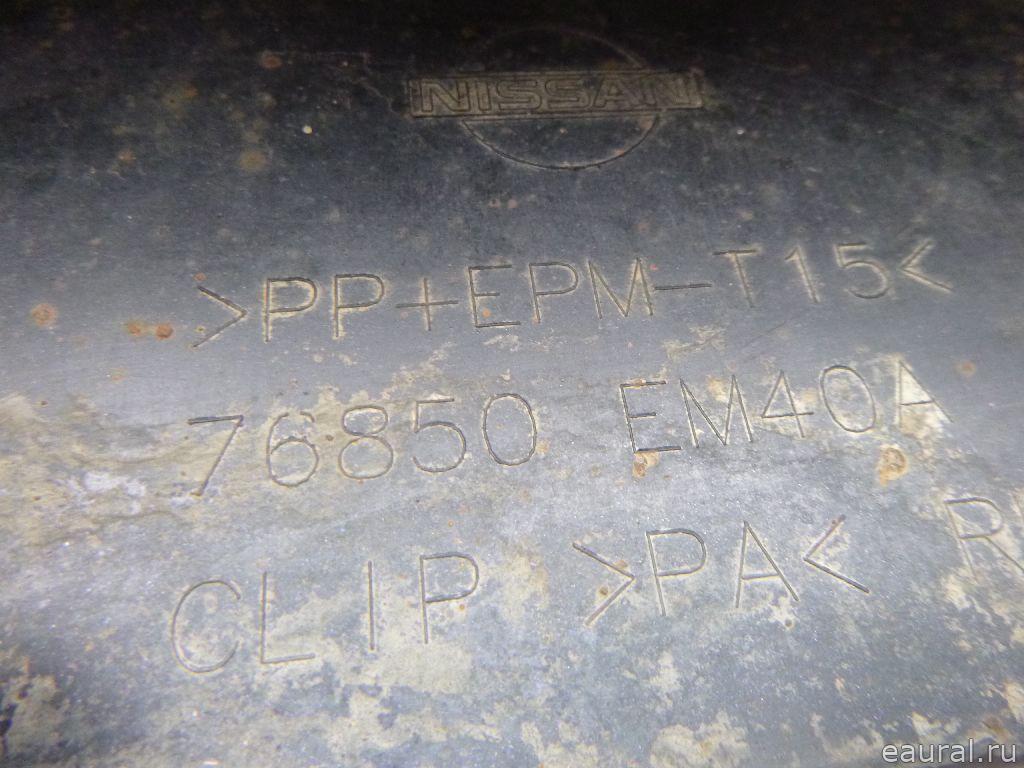 NISSAN
>PP+EPM-T15<
76850 EM40A
CLIP >PA< R
eaural.ru